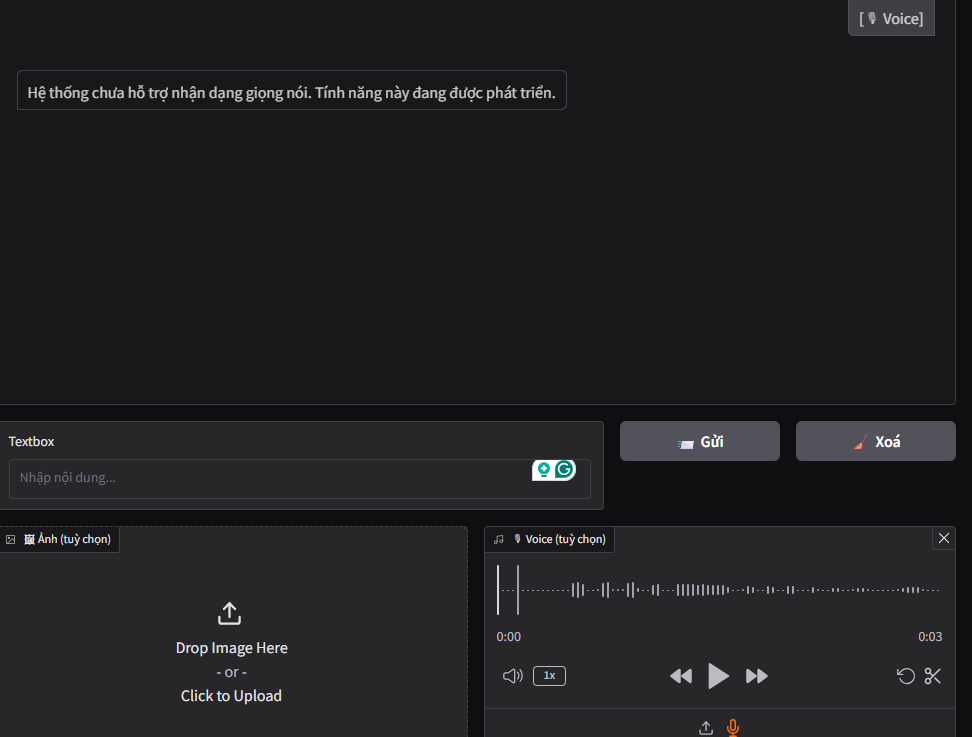 [🎙 Voice]
Hệ thống chưa hỗ trợ nhận dạng giọng nói. Tính năng này đang được phát triển.
Textbox
Nhập nội dung...
📨 Gửi
🧹 Xoá
🖼 Ảnh (tuỳ chọn)
🎙 Voice (tuỳ chọn)
Drop Image Here
- or -
Click to Upload
0:00
0:03
1x